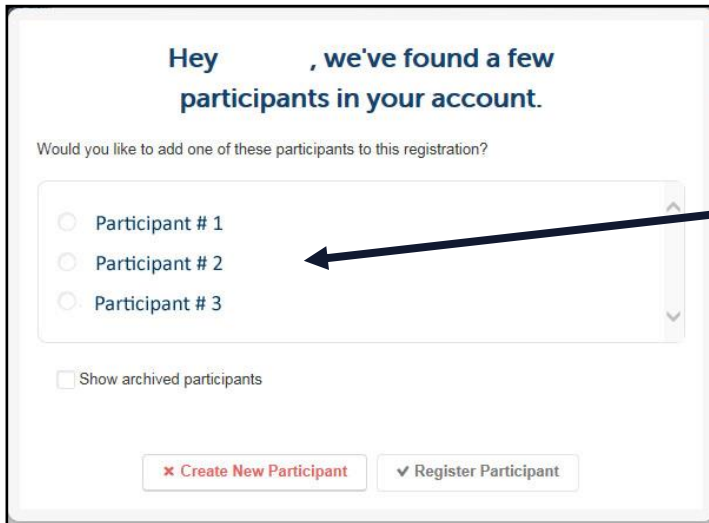 Hey , we've found a few
participants in your account.
Would you like to add one of these participants to this registration?
Participant # 1
Participant # 2
Participant # 3
Show archived participants
Create New Participant
Register Participant